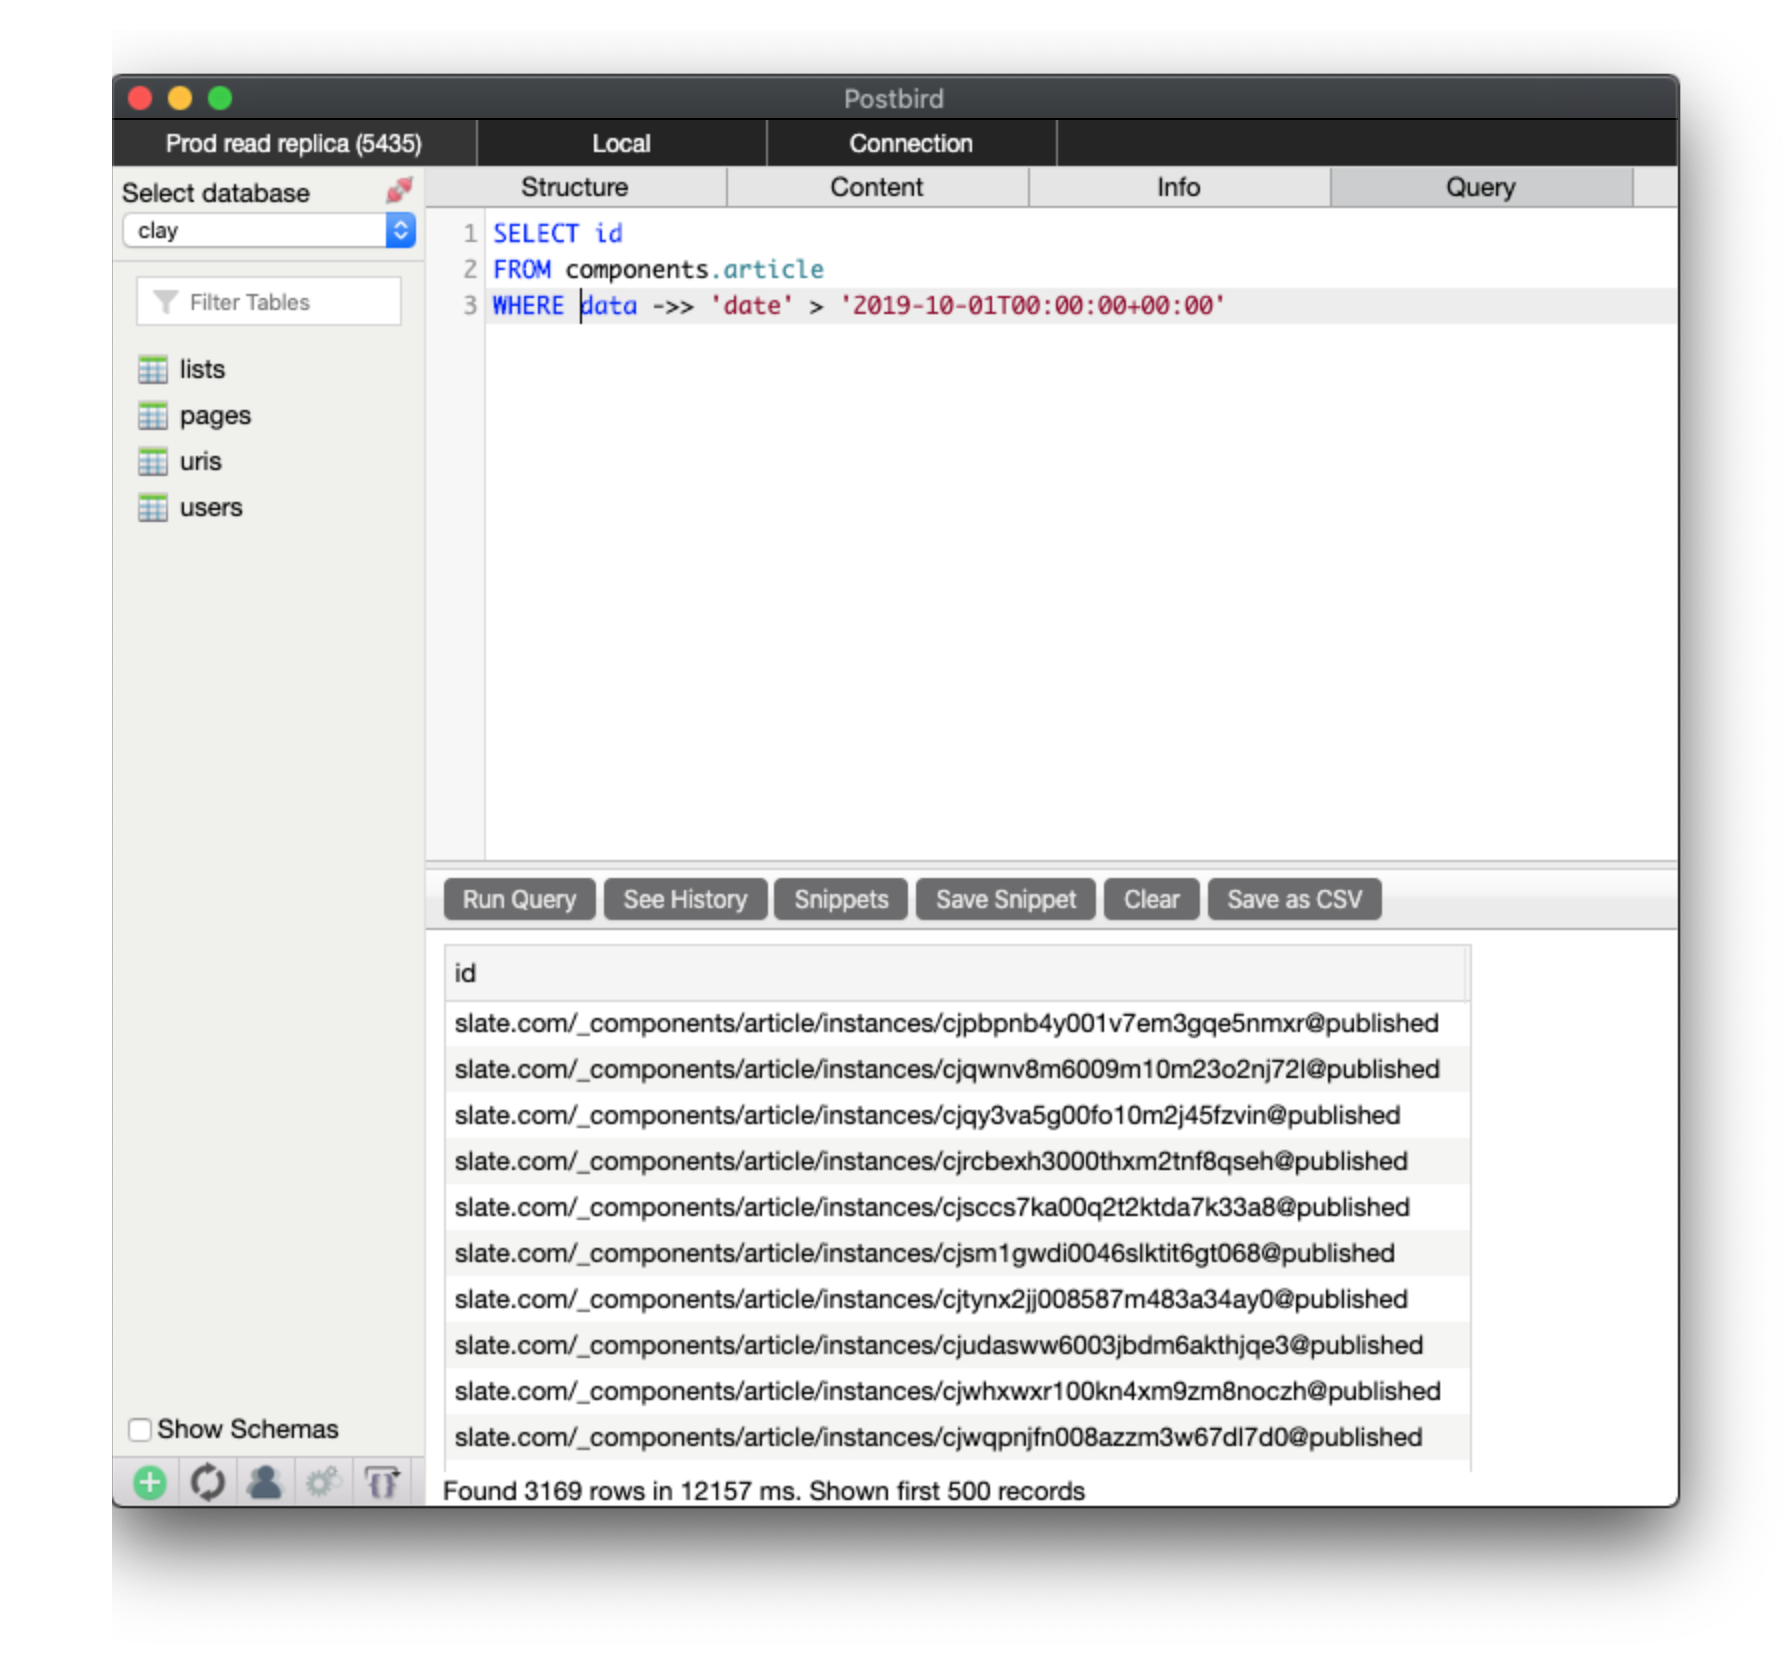 Postbird
Prod read replica (5435) Local Connection
Select database
clay
Filter Tables
lists
pages
uris
users
Show Schemas
Structure Content Info Query
1 SELECT id
2 FROM components.article
3 WHERE data ->> 'date' > '2019-10-01T00:00:00+00:00'
Run Query See History Snippets Save Snippet Clear Save as CSV
id
slate.com/_components/article/instances/cjpbpnb4y001v7em3gqe5nmxr@published
slate.com/_components/article/instances/cjqwnv8m6009m10m23o2nj72l@published
slate.com/_components/article/instances/cjqy3va5g00fo10m2j45fzvin@published
slate.com/_components/article/instances/cjrcbexh3000thxm2tnf8qseh@published
slate.com/_components/article/instances/cjsccs7ka00q2t2ktda7k33a8@published
slate.com/_components/article/instances/cjsm1gwdi0046slktit6gt068@published
slate.com/_components/article/instances/cjtynx2jj008587m483a34ay0@published
slate.com/_components/article/instances/cjudasww6003jbdm6akthjqe3@published
slate.com/_components/article/instances/cjwhxwxr100kn4xm9zm8noczh@published
slate.com/_components/article/instances/cjwqpnjfn008azzm3w67dl7d0@published
Found 3169 rows in 12157 ms. Shown first 500 records